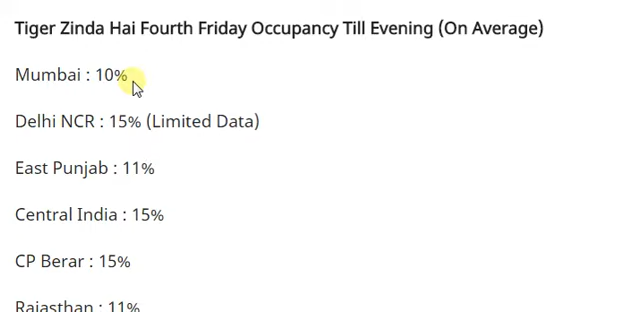 Tiger Zinda Hai Fourth Friday Occupancy Till Evening (On Average)
Mumbai : 10%
Delhi NCR : 15% (Limited Data)
East Punjab : 11%
Central India : 15%
CP Berar : 15%
Rajasthan : 11%